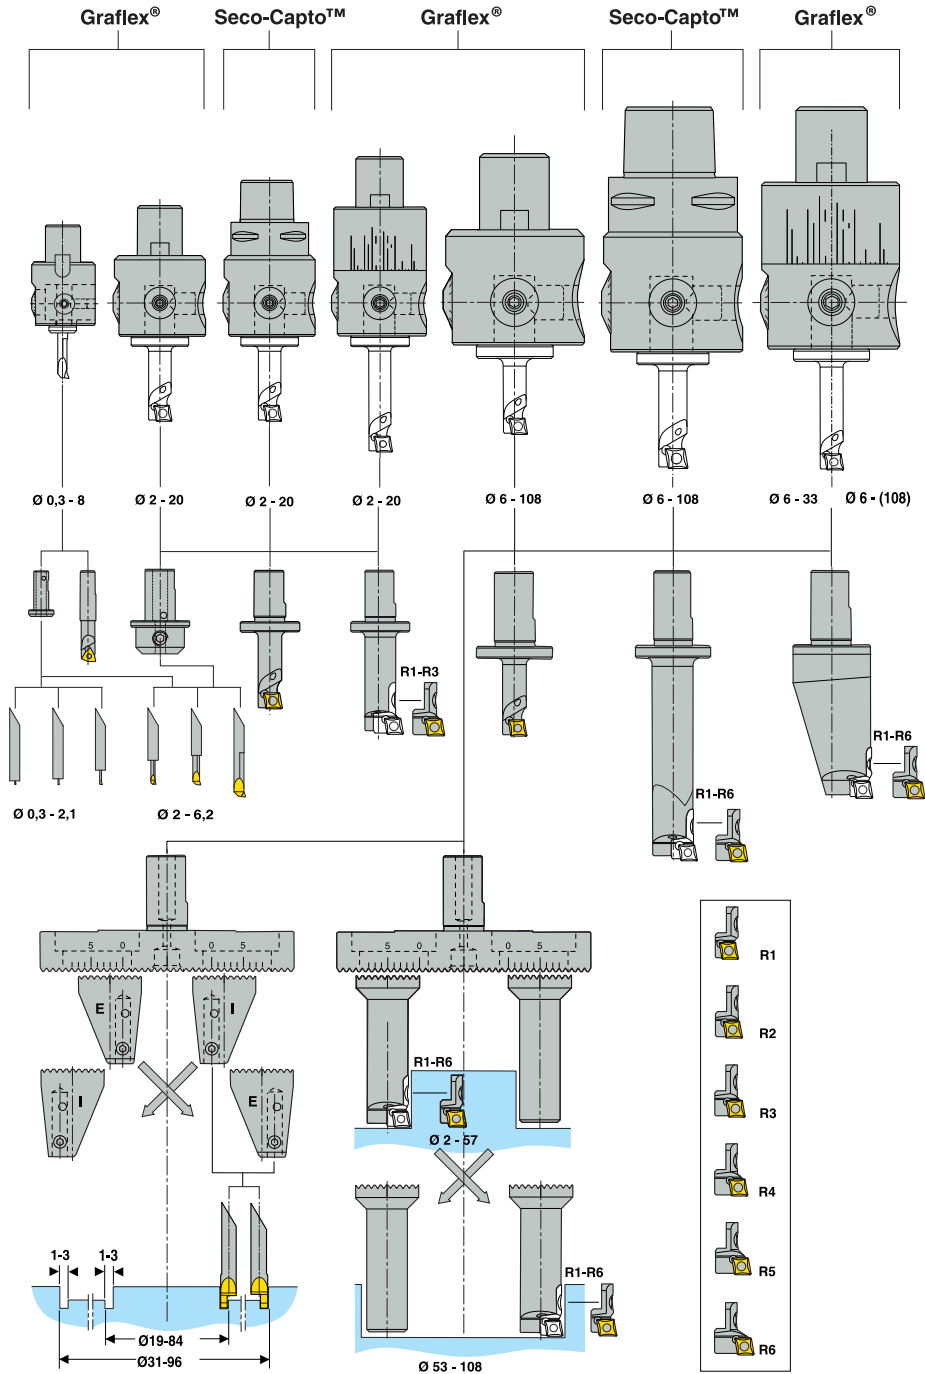 Graflex® Seco-Capto™ Graflex® Seco-Capto™ Graflex®
Ø 0,3 - 8 Ø 2 - 20 Ø 2 - 20 Ø 2 - 20 Ø 6 - 108 Ø 6 - 108 Ø 6 - 33 Ø 6 - (108)
R1-R3
R1-R6
R1-R6
Ø 0,3 - 2,1 Ø 2 - 6,2
5 0 0 5
5 0 0 5
E I
I E
R1-R6
Ø 2 - 57
1-3 1-3
R1-R6
Ø19-84
Ø31-96
Ø 53 - 108
R1
R2
R3
R4
R5
R6